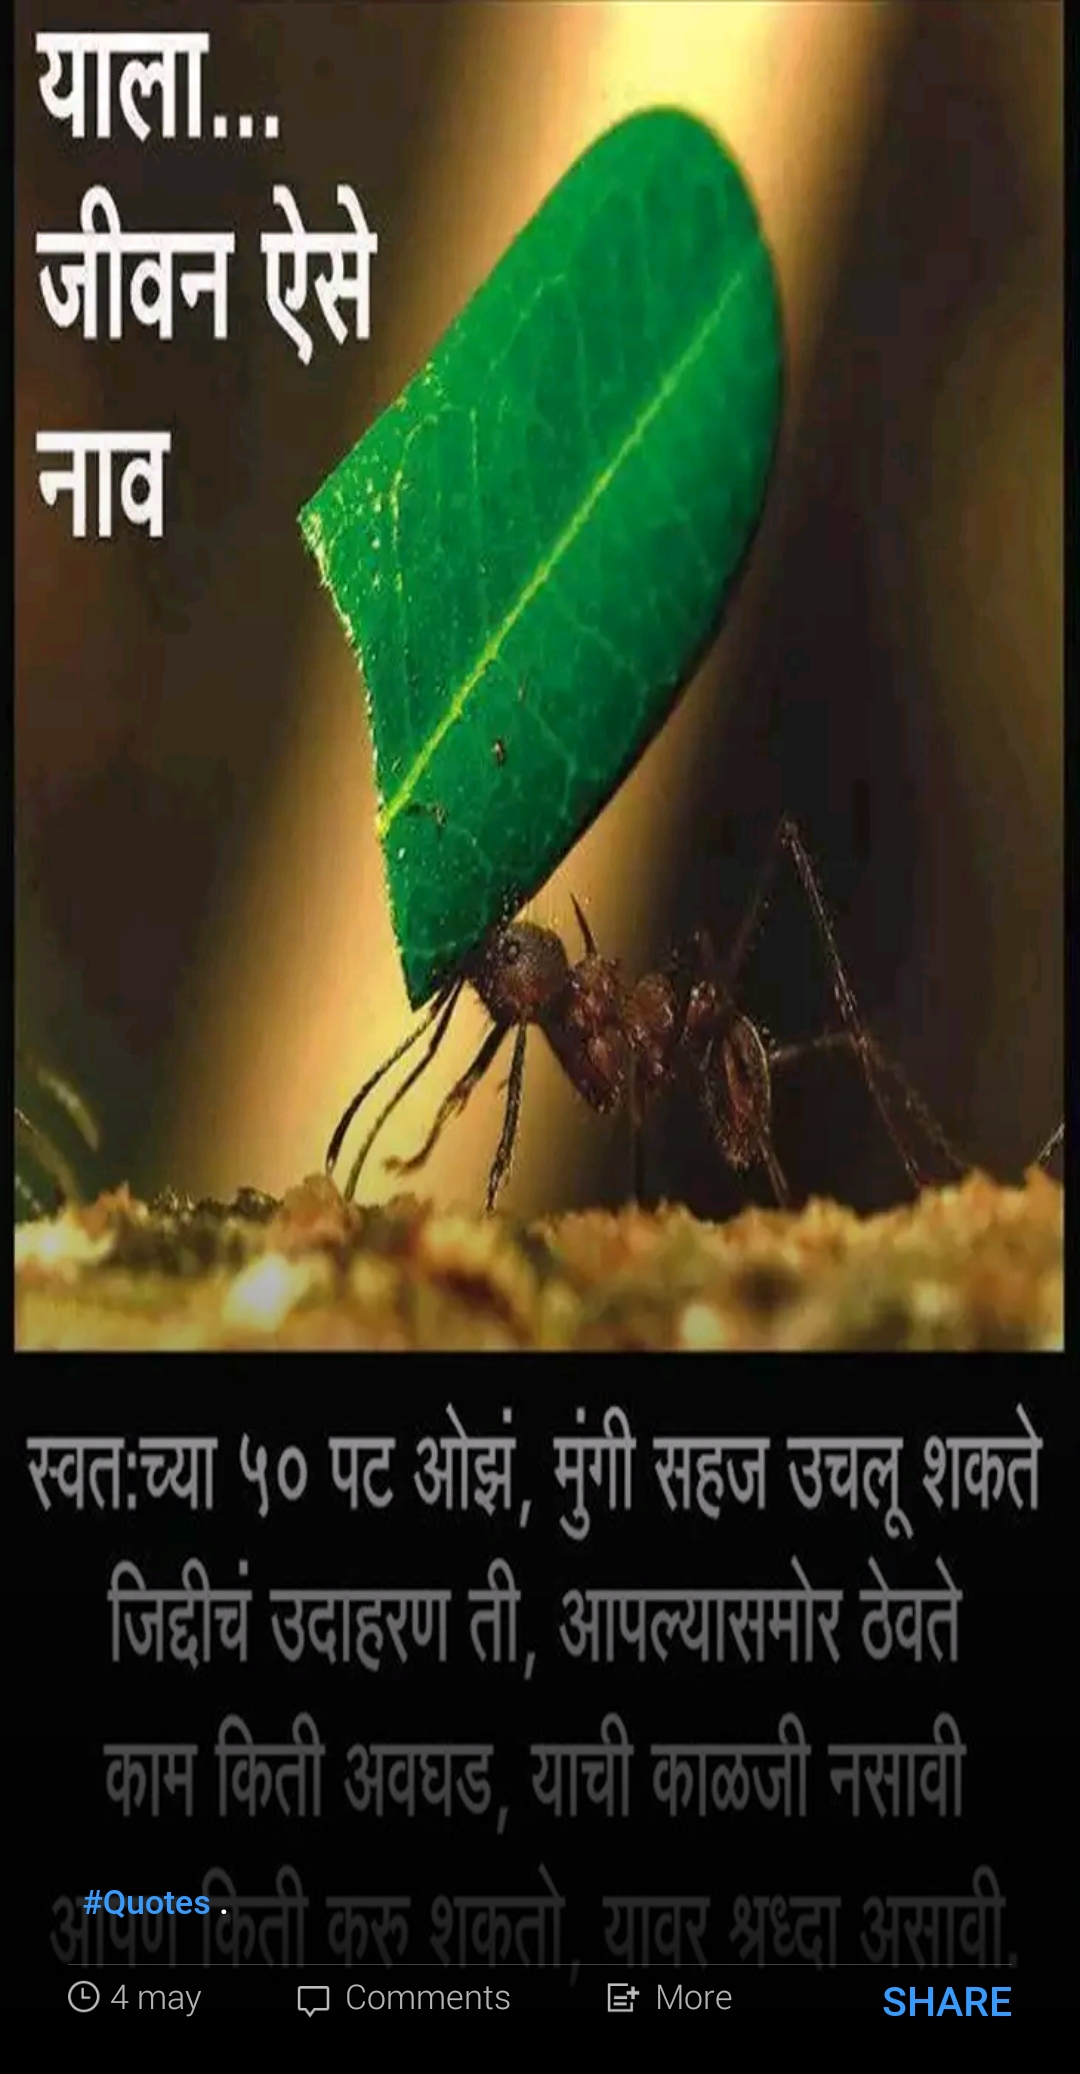 याला...
जीवन ऐसे
नाव
स्वत:च्या ५० पट ओझं, मुंगी सहज उचलू शकते
जिद्दीचं उदाहरण ती, आपल्यासमोर ठेवते
काम किती अवघड, याची काळजी नसावी
आपण किती करु शकतो, यावर श्रध्दा असावी.
#Quotes .
4 may
Comments
More
SHARE